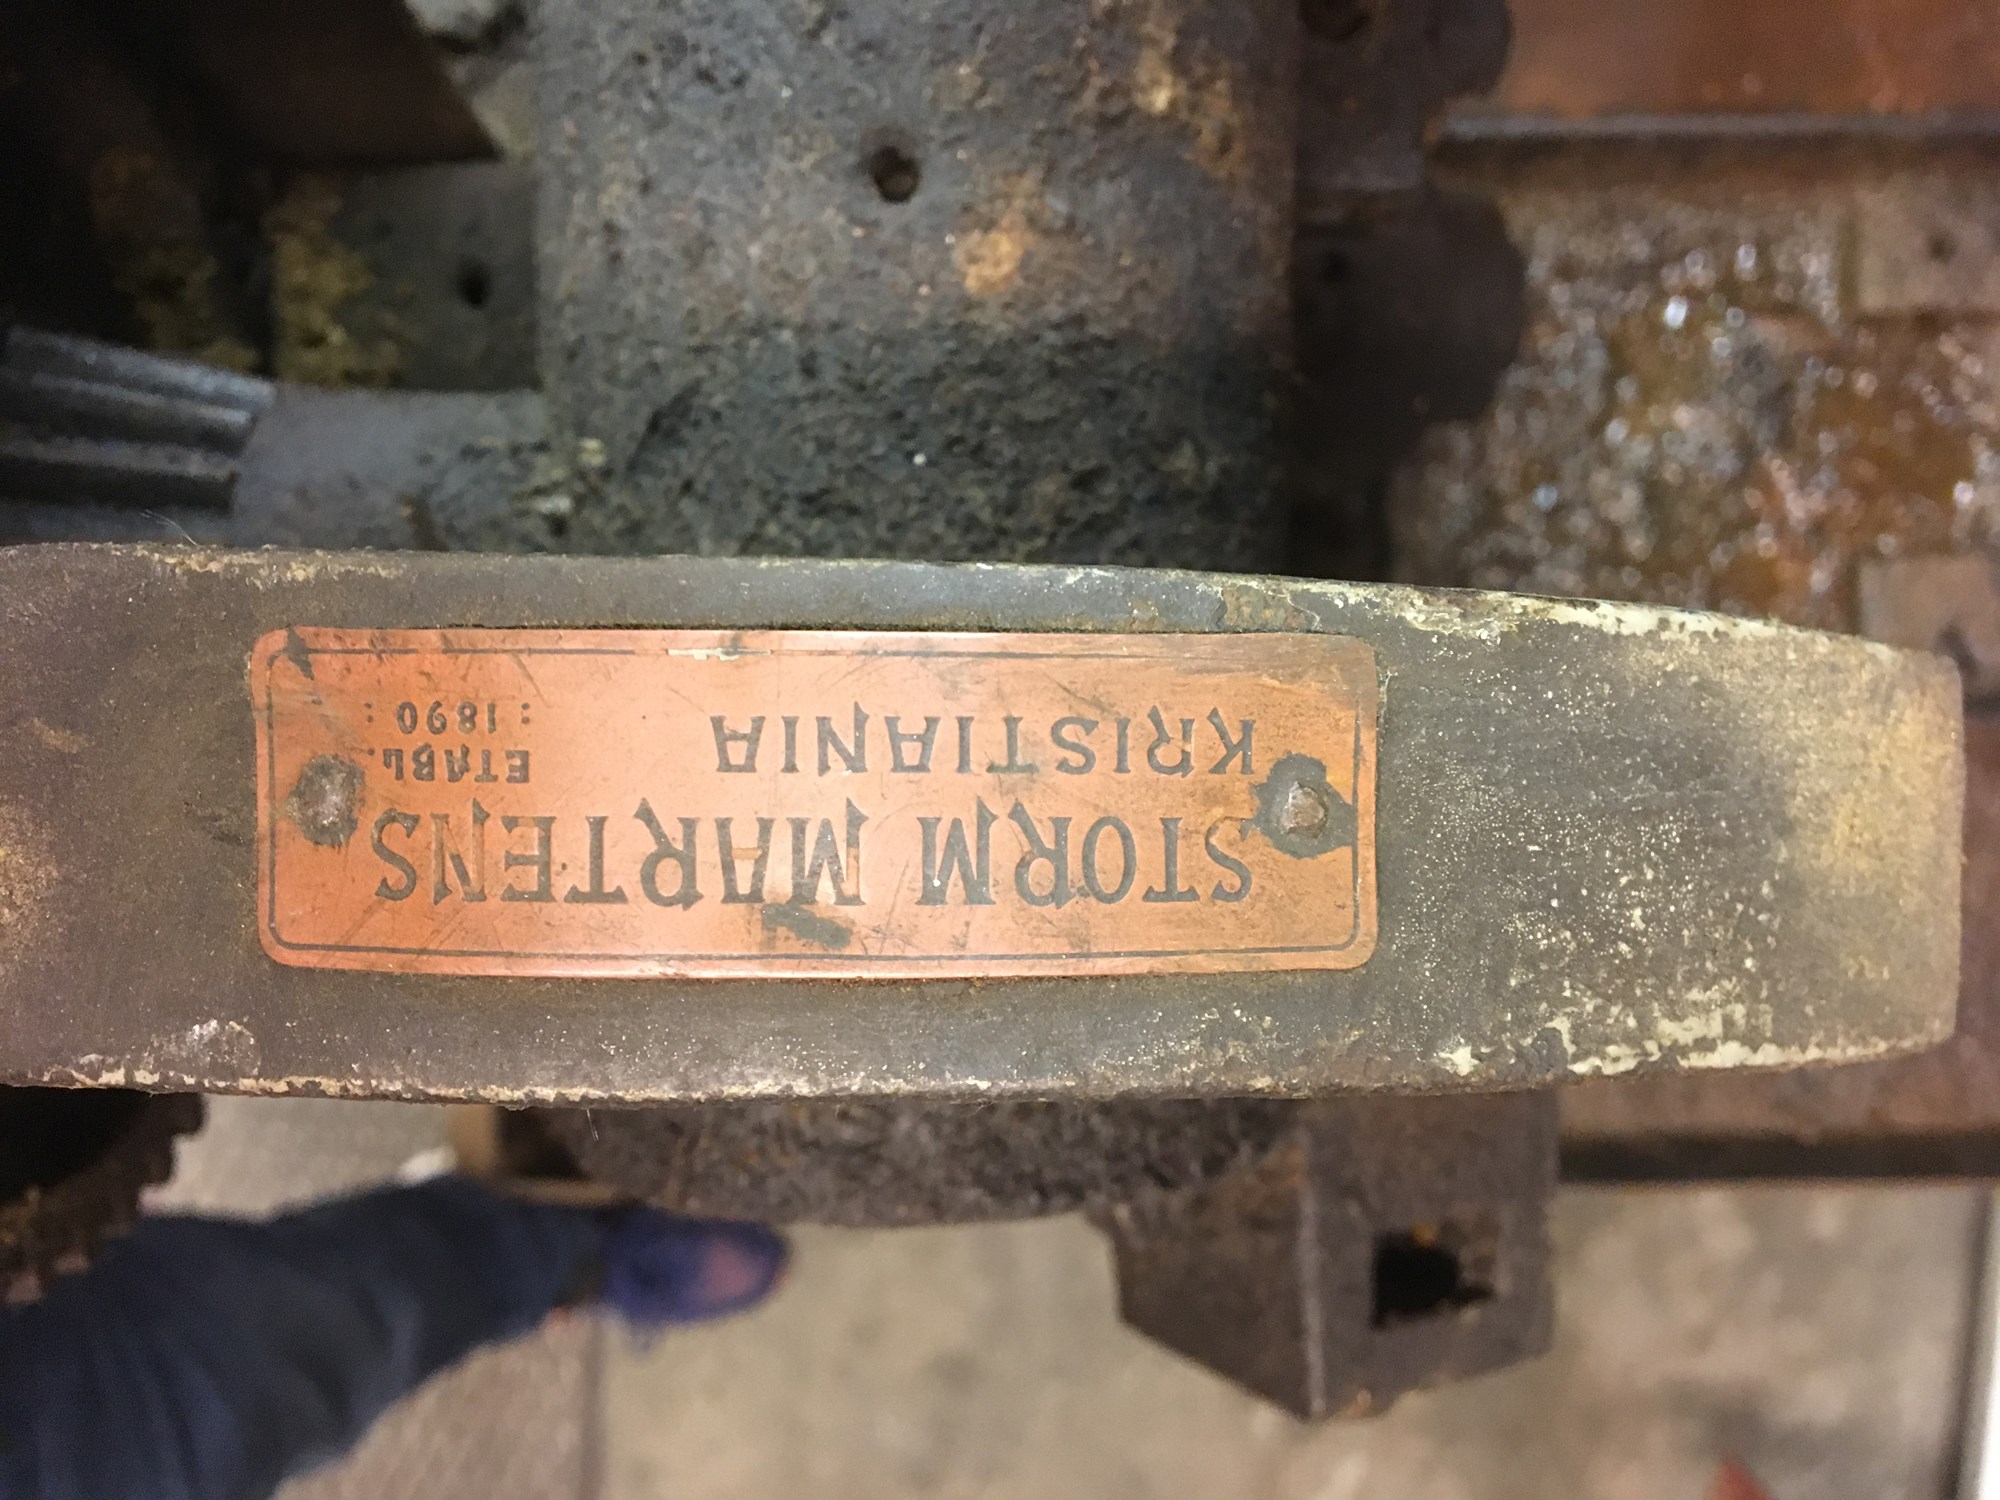 STORM MARTENS
KRISTIANIA
ETABL.
: 1890 :